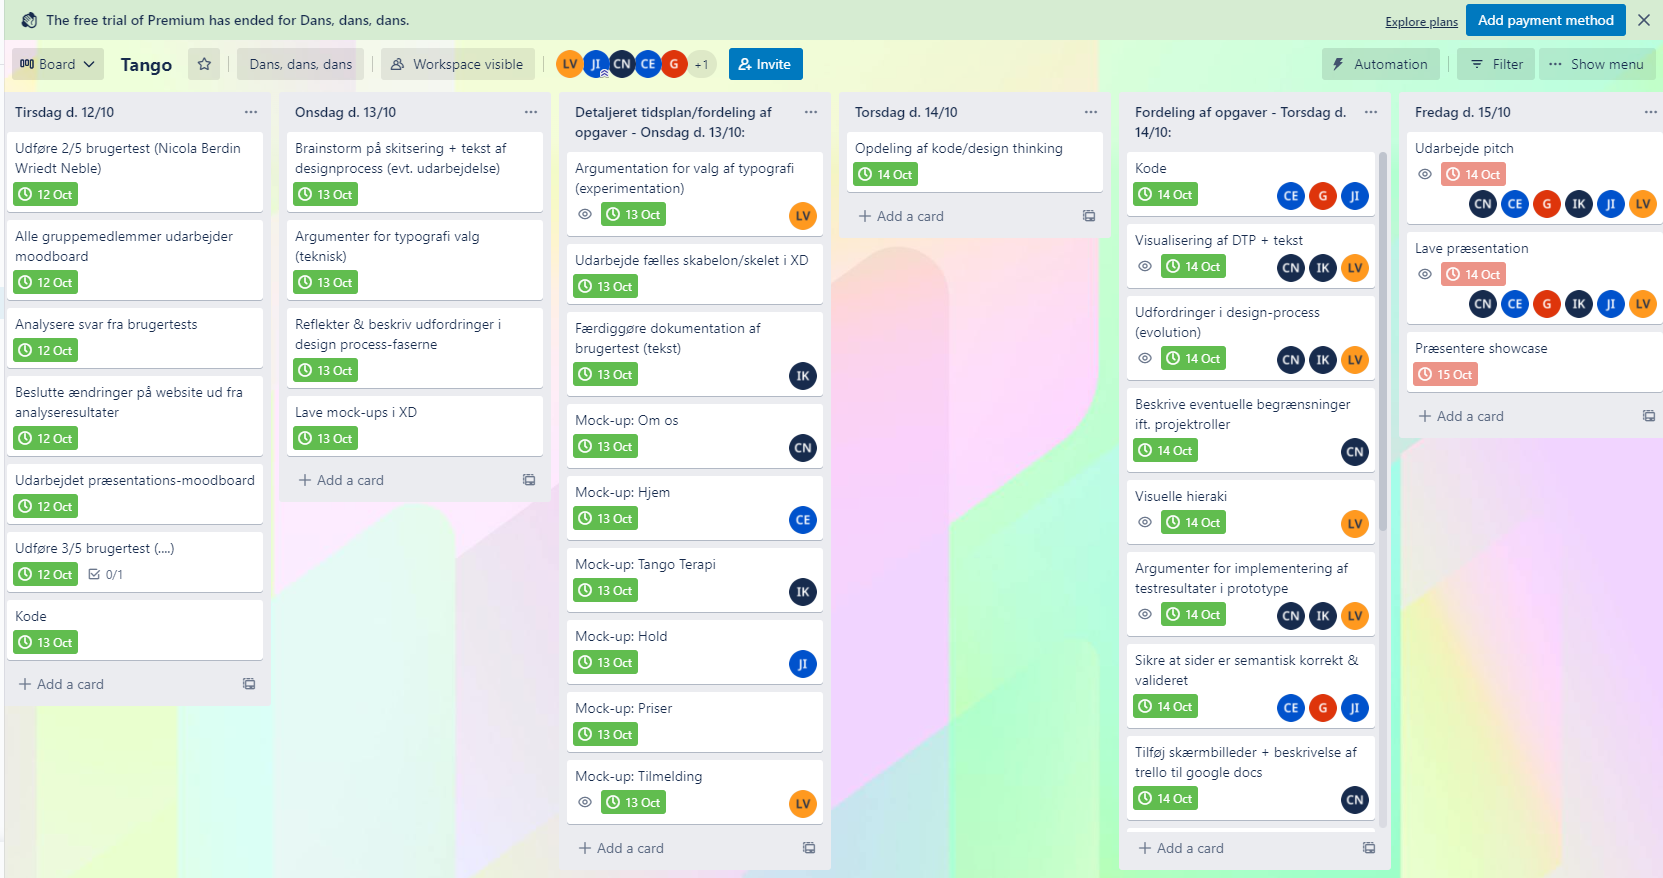 The free trial of Premium has ended for Dans, dans, dans.
Explore plans
Add payment method
Board
Tango
Dans, dans, dans
Workspace visible
LV
JI
CN
CE
G
+1
Invite
Automation
Filter
Show menu
Tirsdag d. 12/10
Udføre 2/5 brugertest (Nicola Berdin
Wriedt Neble)
12 Oct
Alle gruppemedlemmer udarbejder
moodboard
12 Oct
Analysere svar fra brugertests
12 Oct
Beslutte ændringer på website ud fra
analyseresultater
12 Oct
Udarbejdet præsentations-moodboard
12 Oct
Udføre 3/5 brugertest (....)
12 Oct
0/1
Kode
13 Oct
Add a card
Onsdag d. 13/10
Brainstorm på skitsering + tekst af
designproces (evt. udarbejdelse)
13 Oct
Argumenter for typografi valg
(teknisk)
13 Oct
Reflekter & beskriv udfordringer i
design process-faserne
13 Oct
Lave mock-ups i XD
13 Oct
Add a card
Detaljeret tidsplan/fordeling af
opgaver - Onsdag d. 13/10:
Argumentation for valg af typografi
(experimentation)
13 Oct
LV
Udarbejde fælles skabelon/skelet i XD
13 Oct
Færdiggøre dokumentation af
brugertest (tekst)
13 Oct
IK
Mock-up: Om os
13 Oct
CN
Mock-up: Hjem
13 Oct
CE
Mock-up: Tango Terapi
13 Oct
IK
Mock-up: Hold
13 Oct
JI
Mock-up: Priser
13 Oct
Mock-up: Tilmelding
13 Oct
LV
Add a card
Torsdag d. 14/10
Opdeling af kode/design thinking
14 Oct
Add a card
Fordeling af opgaver - Torsdag d.
14/10:
Kode
14 Oct
CE
G
JI
Visualisering af DTP + tekst
14 Oct
CN
IK
LV
Udfordringer i design-process
(evolution)
14 Oct
CN
IK
LV
Beskrive eventuelle begrænsninger
ift. projektroller
14 Oct
CN
Visuelle hieraki
14 Oct
LV
Argumenter for implementering af
testresultater i prototype
14 Oct
CN
IK
LV
Sikre at sider er semantisk korrekt &
valideret
14 Oct
CE
G
JI
Tilføj skærmbilleder + beskrivelse af
trello til google docs
14 Oct
CN
Add a card
Fredag d. 15/10
Udarbejde pitch
14 Oct
CN
CE
G
IK
JI
LV
Lave præsentation
14 Oct
CN
CE
G
IK
JI
LV
Præsentere showcase
15 Oct
Add a card